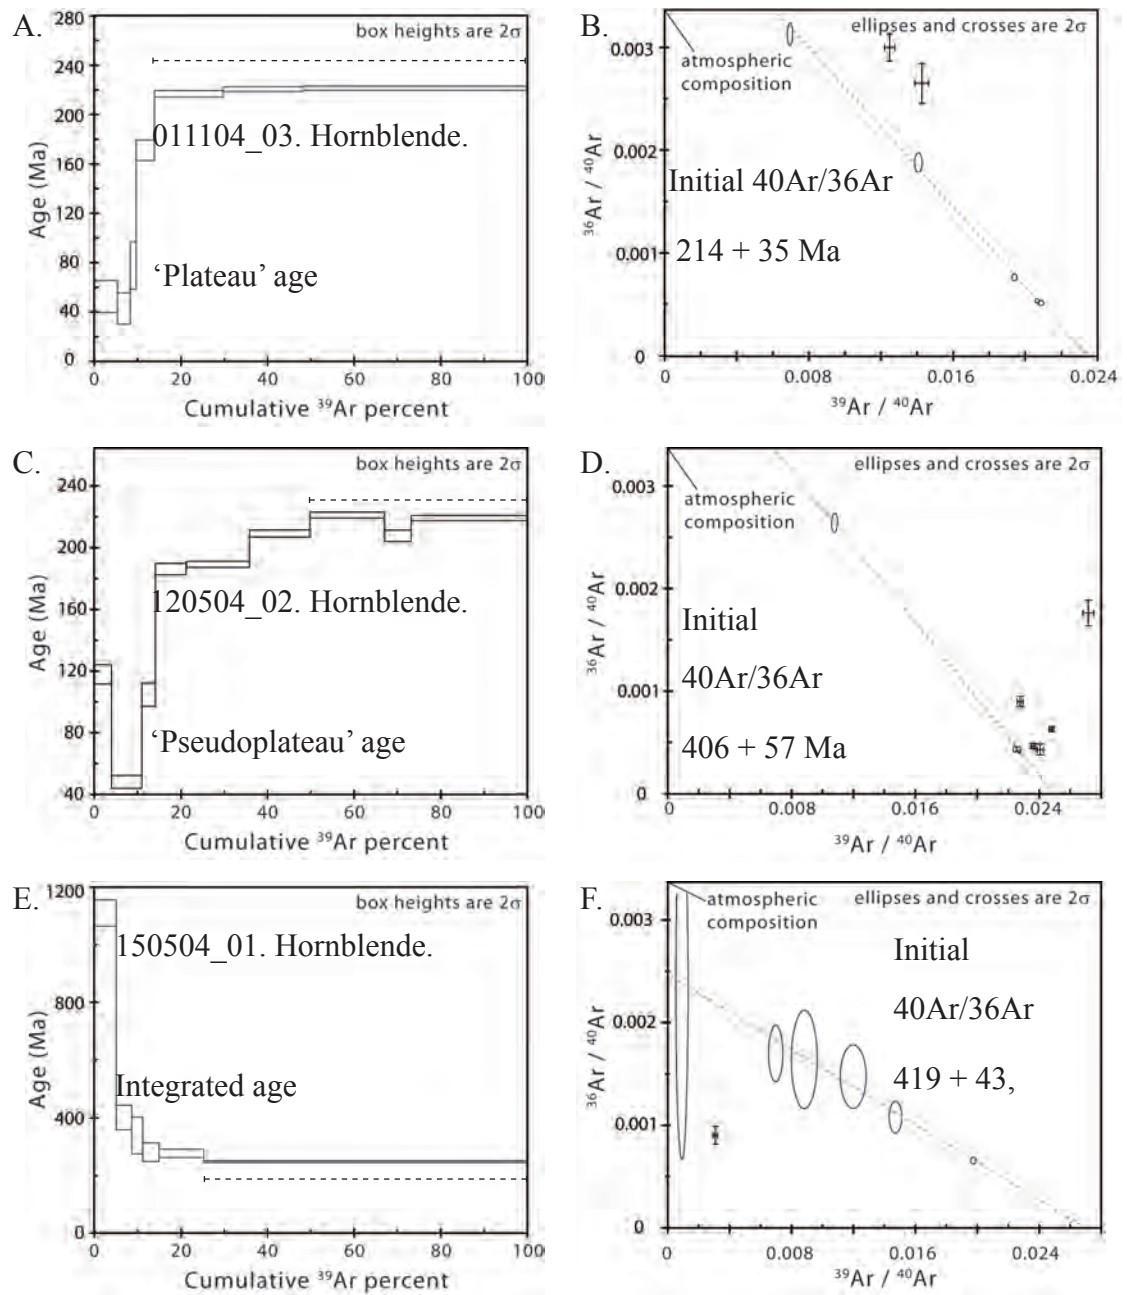 A.
280
240
200
160
120
80
40
0
Age (Ma)
box heights are 2σ
011104_03. Hornblende.
'Plateau' age
0 20 40 60 80 100
Cumulative ³⁹Ar percent
B.
ellipses and crosses are 2σ
atmospheric
composition
0.003
0.002
0.001
0
³⁶Ar / ⁴⁰Ar
Initial 40Ar/36Ar
214 + 35 Ma
0 0.008 0.016 0.024
³⁹Ar / ⁴⁰Ar
C.
240
200
160
120
80
40
Age (Ma)
box heights are 2σ
120504_02. Hornblende.
'Pseudoplateau' age
0 20 40 60 80 100
Cumulative ³⁹Ar percent
D.
ellipses and crosses are 2σ
atmospheric
composition
0.003
0.002
0.001
0
³⁶Ar / ⁴⁰Ar
Initial
40Ar/36Ar
406 + 57 Ma
0 0.008 0.016 0.024
³⁹Ar / ⁴⁰Ar
E.
1200
800
400
0
Age (Ma)
box heights are 2σ
150504_01. Hornblende.
Integrated age
0 20 40 60 80 100
Cumulative ³⁹Ar percent
F.
atmospheric
composition
ellipses and crosses are 2σ
0.003
0.002
0.001
0
³⁶Ar / ⁴⁰Ar
Initial
40Ar/36Ar
419 + 43,
0 0.008 0.016 0.024
³⁹Ar / ⁴⁰Ar